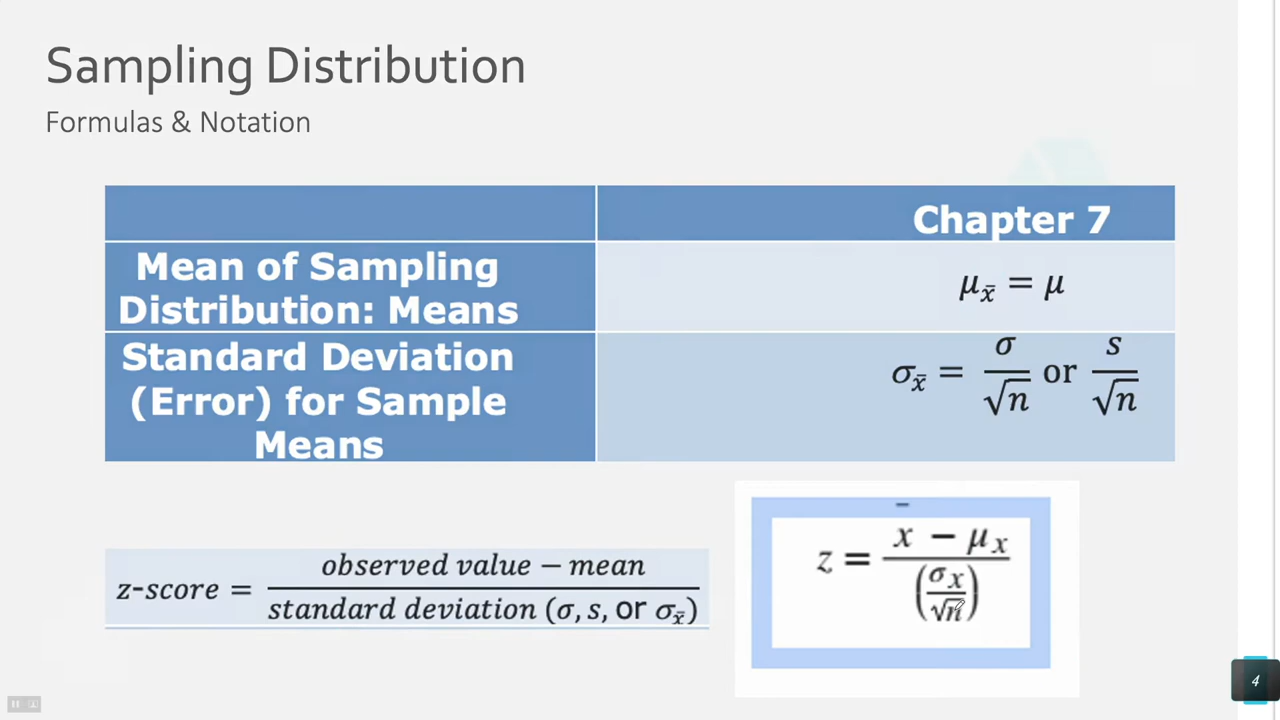 Sampling Distribution
Formulas & Notation
Chapter 7
Mean of Sampling
Distribution: Means
μx̄ = μ
Standard Deviation
(Error) for Sample
Means
σx̄ = σ/√n or s/√n
z-score = observed value − mean / standard deviation (σ, s, or σx̄)
z = x̄ − μx / (σx/√n)
4